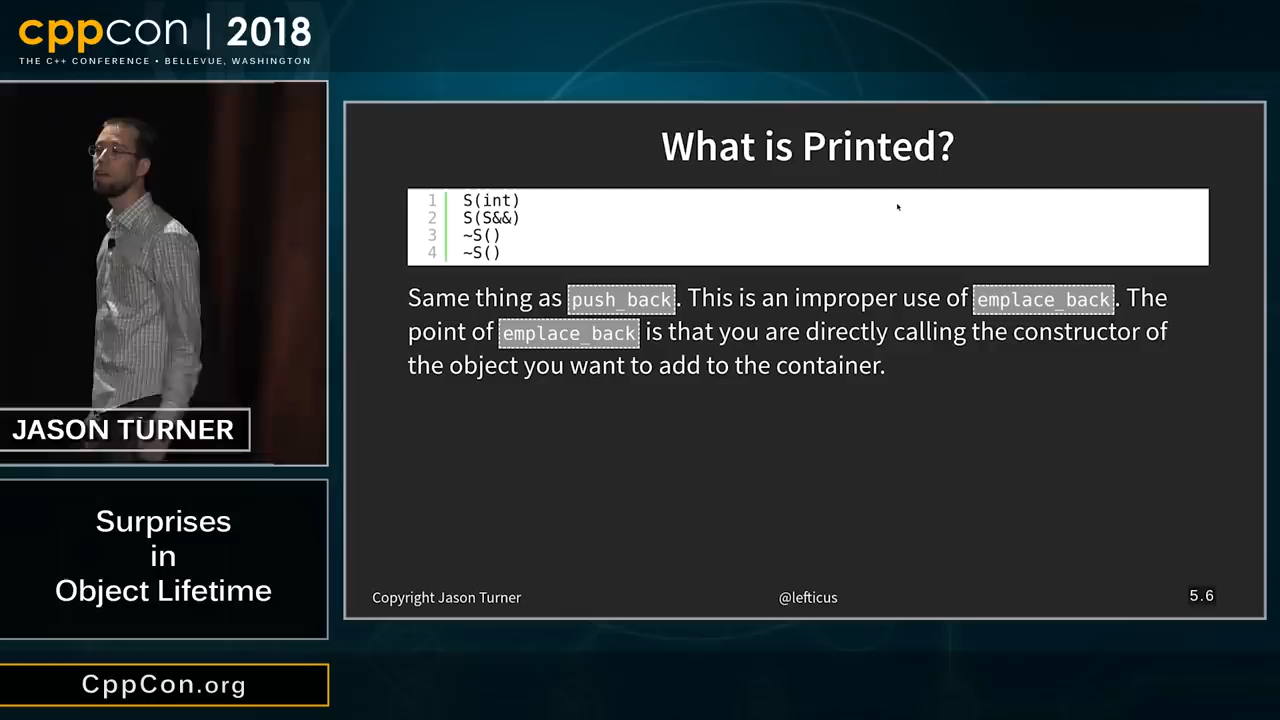 cppcon | 2018
THE C++ CONFERENCE • BELLEVUE, WASHINGTON
JASON TURNER
Surprises
in
Object Lifetime
CppCon.org
What is Printed?
1 S(int)
2 S(S&&)
3 ~S()
4 ~S()
Same thing as push_back. This is an improper use of emplace_back. The
point of emplace_back is that you are directly calling the constructor of
the object you want to add to the container.
Copyright Jason Turner
@lefticus
5.6